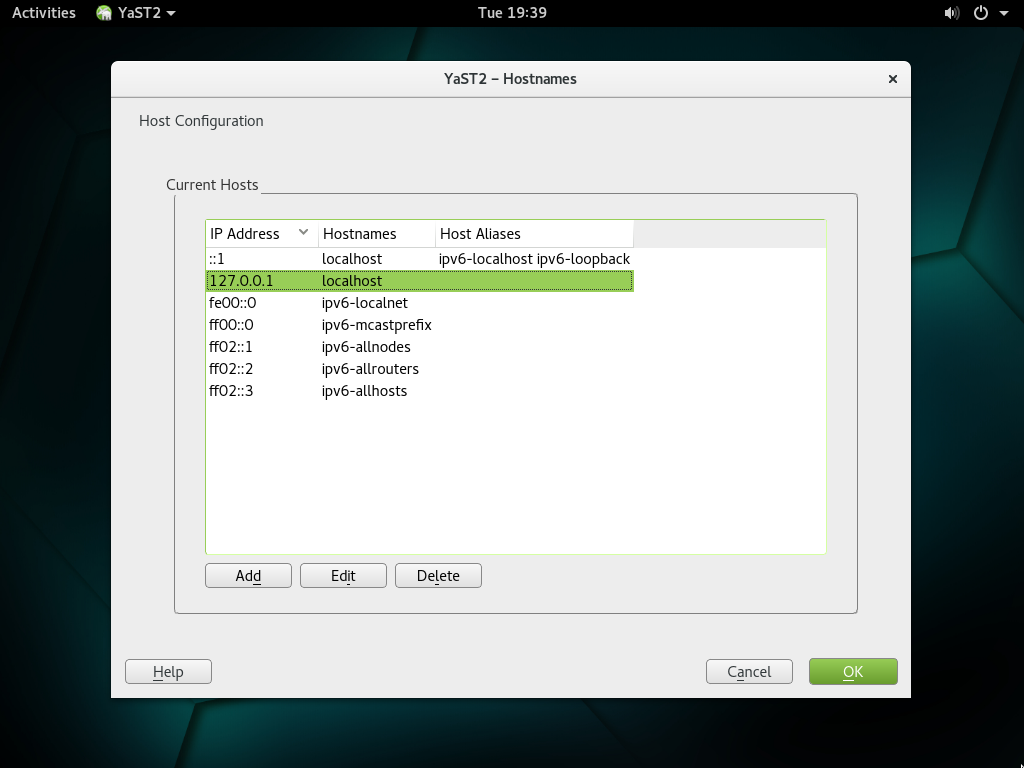 Activities YaST2 Tue 19:39
YaST2 – Hostnames
Host Configuration
Current Hosts
IP Address Hostnames Host Aliases
::1 localhost ipv6-localhost ipv6-loopback
127.0.0.1 localhost
fe00::0 ipv6-localnet
ff00::0 ipv6-mcastprefix
ff02::1 ipv6-allnodes
ff02::2 ipv6-allrouters
ff02::3 ipv6-allhosts
Add Edit Delete
Help Cancel OK